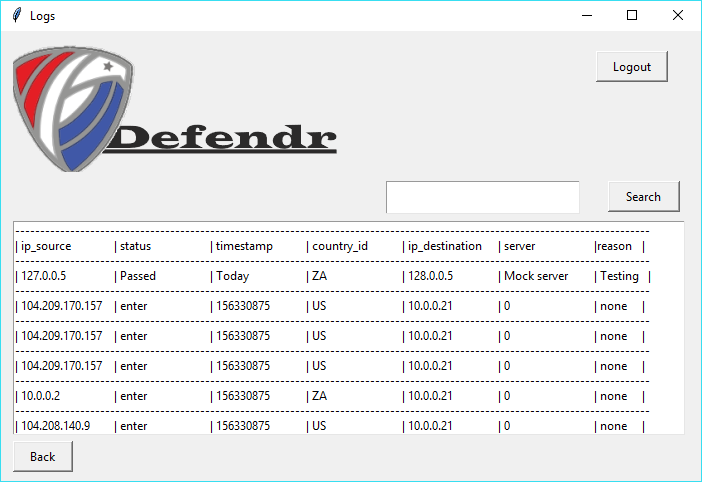 Logs
Logout
Defendr
Search
| ip_source | status | timestamp | country_id | ip_destination | server |reason |
| 127.0.0.5 | Passed | Today | ZA | 128.0.0.5 | Mock server | Testing |
| 104.209.170.157 | enter | 156330875 | US | 10.0.0.21 | 0 | none |
| 104.209.170.157 | enter | 156330875 | US | 10.0.0.21 | 0 | none |
| 104.209.170.157 | enter | 156330875 | US | 10.0.0.21 | 0 | none |
| 10.0.0.2 | enter | 156330875 | ZA | 10.0.0.21 | 0 | none |
| 104.208.140.9 | enter | 156330875 | US | 10.0.0.21 | 0 | none |
Back